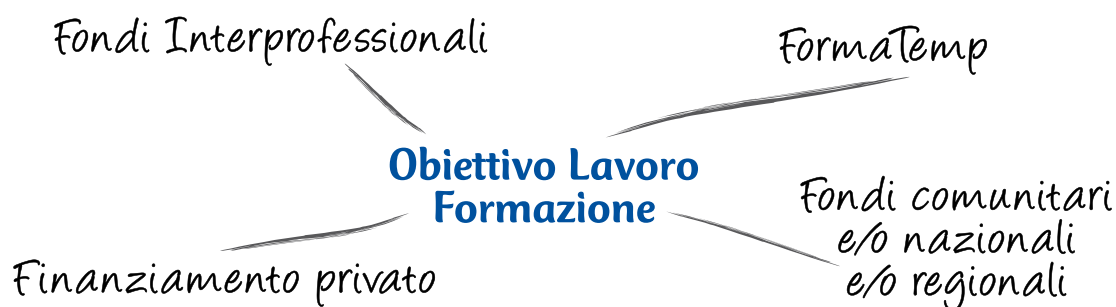 Fondi Interprofessionali
FormaTemp
Obiettivo Lavoro
Formazione
Fondi comunitari
e/o nazionali
e/o regionali
Finanziamento privato